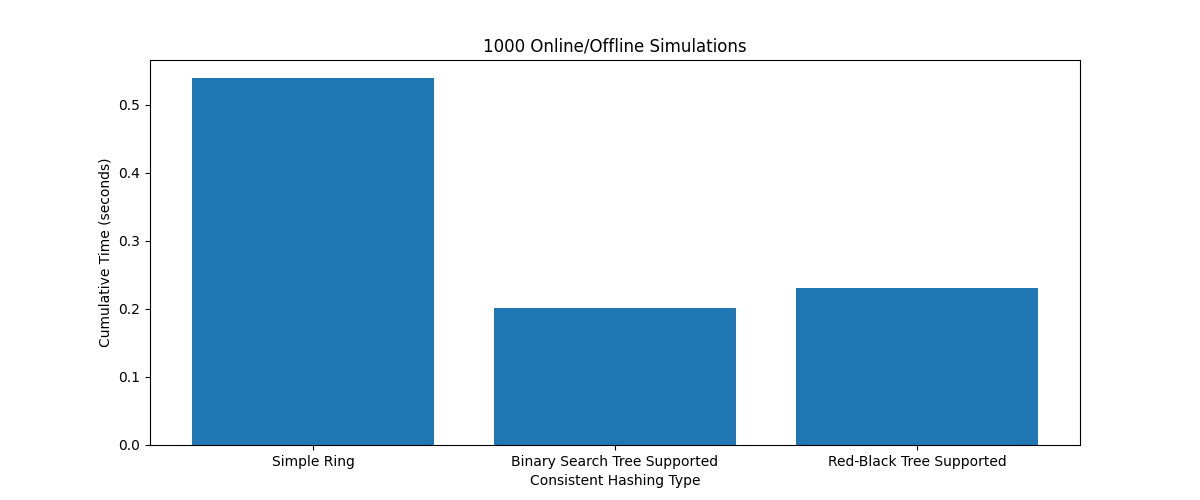 1000 Online/Offline Simulations
Cumulative Time (seconds)
0.5
0.4
0.3
0.2
0.1
0.0
Simple Ring
Binary Search Tree Supported
Red-Black Tree Supported
Consistent Hashing Type